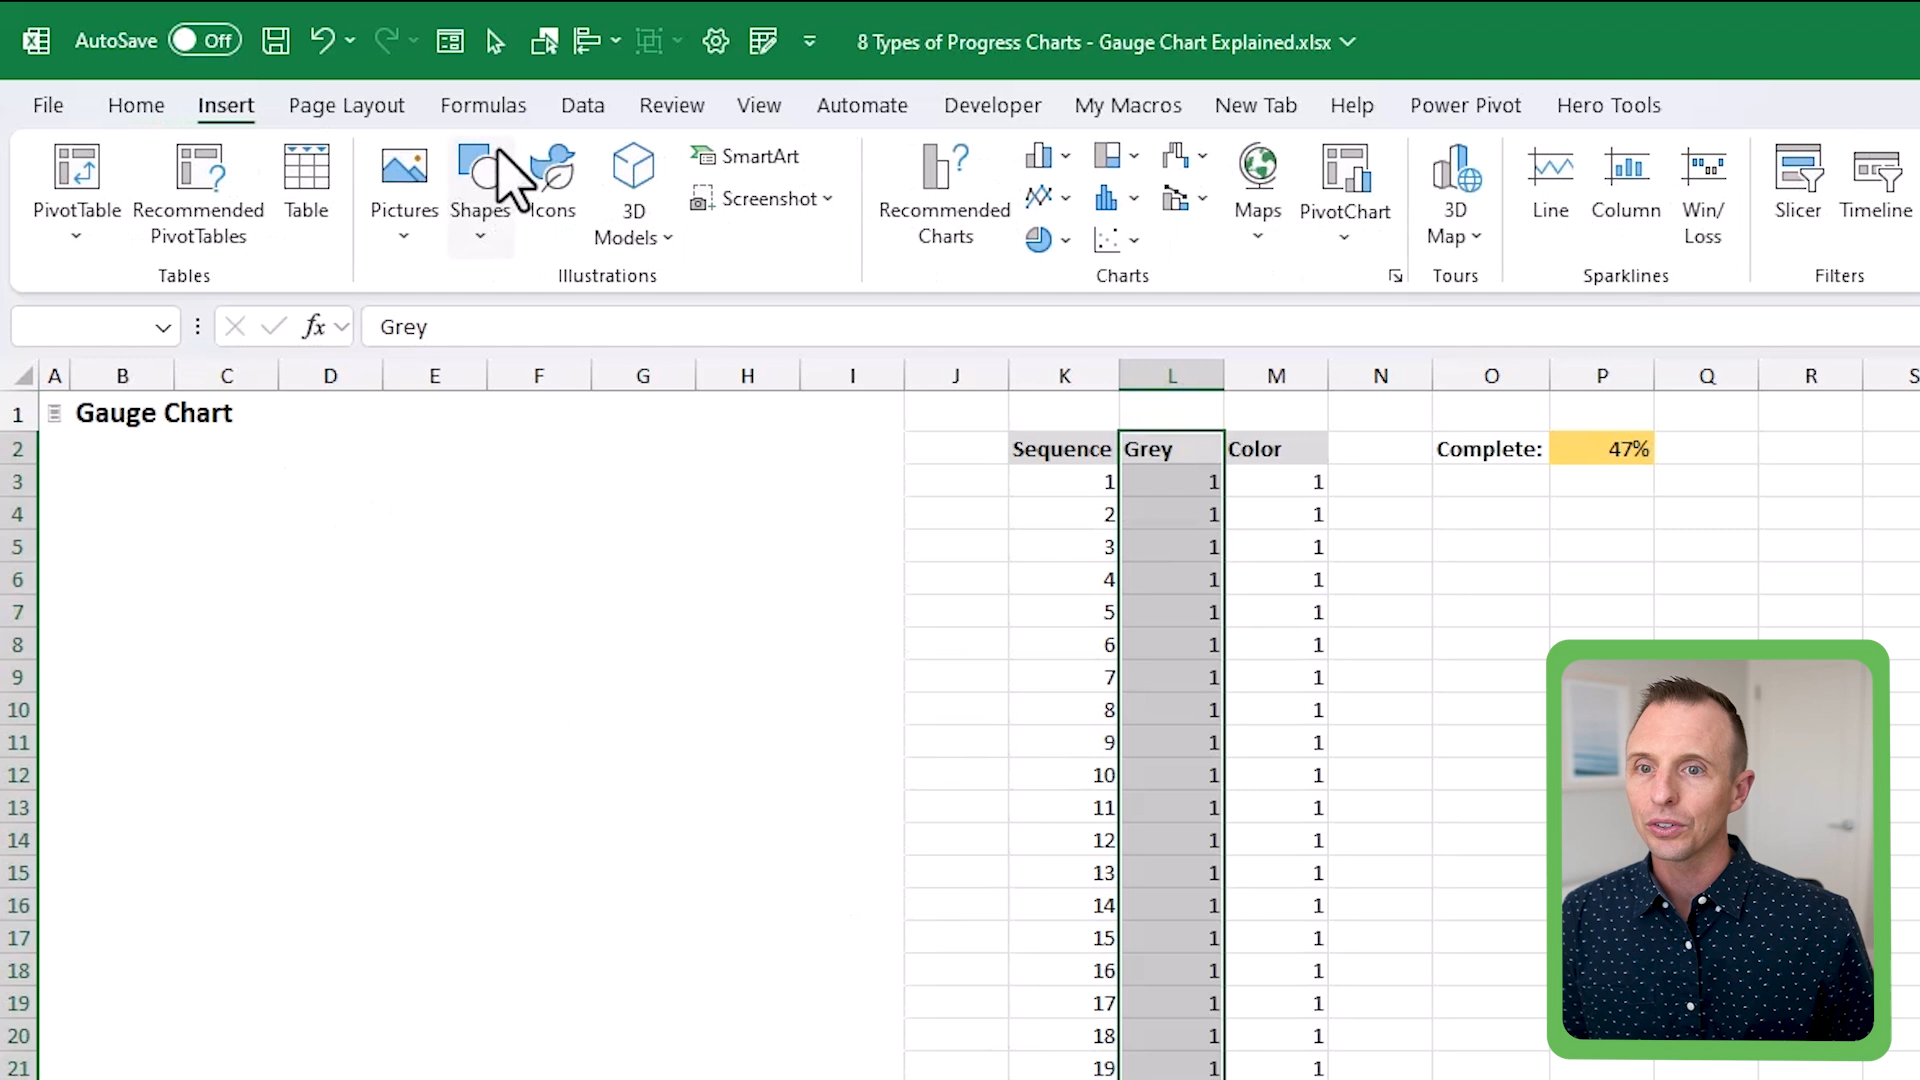 AutoSave Off 8 Types of Progress Charts - Gauge Chart Explained.xlsx
File Home Insert Page Layout Formulas Data Review View Automate Developer My Macros New Tab Help Power Pivot Hero Tools
PivotTable
Recommended
PivotTables
Table
Tables
Pictures
Shapes
Icons
3D
Models
SmartArt
Screenshot
Illustrations
Recommended
Charts
Maps
PivotChart
Charts
3D
Map
Tours
Line
Column
Win/
Loss
Sparklines
Slicer
Timeline
Filters
fx Grey
A B C D E F G H I J K L M N O P Q R S
1 Gauge Chart
2 Sequence Grey Color Complete: 47%
3 1 1 1
4 2 1 1
5 3 1 1
6 4 1 1
7 5 1 1
8 6 1 1
9 7 1 1
10 8 1 1
11 9 1 1
12 10 1 1
13 11 1 1
14 12 1 1
15 13 1 1
16 14 1 1
17 15 1 1
18 16 1 1
19 17 1 1
20 18 1 1
21 19 1 1